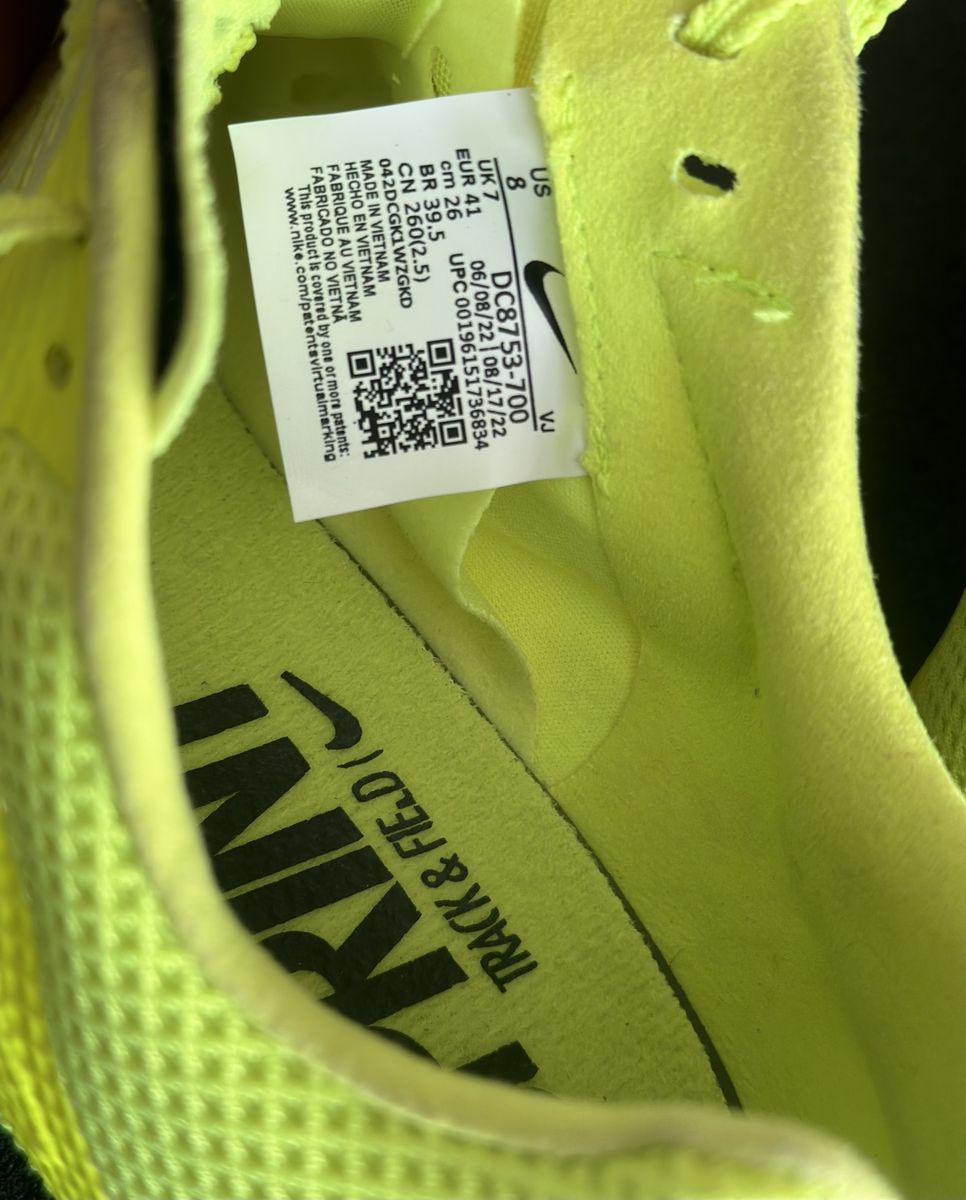 US
8
VJ
UK 7
EUR 41
cm 26
BR 39.5
CN 260(2.5)
DC8753-700
06/08/22 | 08/17/22
UPC 00196151736834
042DCGK1WZGKD
MADE IN VIETNAM
HECHO EN VIETNAM
FABRIQUE AU VIETNAM
FABRICADO NO VIETNÃ
This product is covered by one or more patents:
www.nike.com/patentsvirtualmarking
TRACK & FIELD